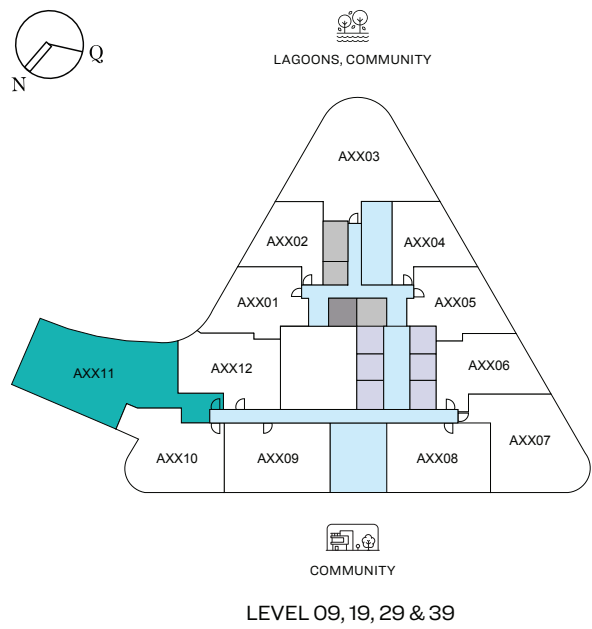 Q
N
LAGOONS, COMMUNITY
AXX03
AXX02
AXX04
AXX01
AXX05
AXX11
AXX12
AXX06
AXX10
AXX09
AXX08
AXX07
COMMUNITY
LEVEL 09, 19, 29 & 39